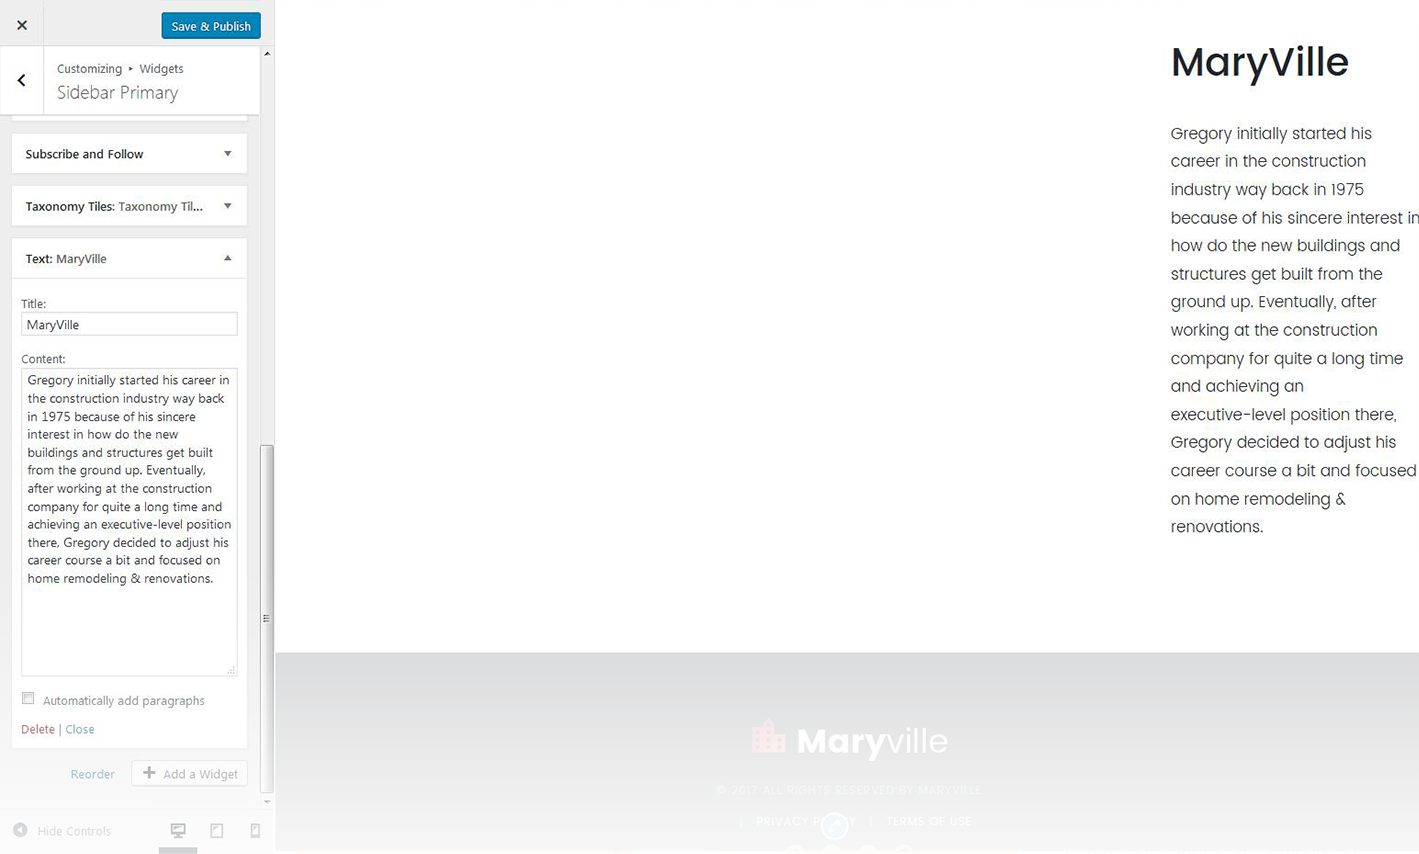 Save & Publish
Customizing ▸ Widgets
Sidebar Primary
Subscribe and Follow
Taxonomy Tiles: Taxonomy Til...
Text: MaryVille
Title:
MaryVille
Content:
Gregory initially started his career in
the construction industry way back
in 1975 because of his sincere
interest in how do the new
buildings and structures get built
from the ground up. Eventually,
after working at the construction
company for quite a long time and
achieving an executive-level position
there, Gregory decided to adjust his
career course a bit and focused on
home remodeling & renovations.
Automatically add paragraphs
Delete | Close
Reorder
Add a Widget
Hide Controls
MaryVille
Gregory initially started his
career in the construction
industry way back in 1975
because of his sincere interest in
how do the new buildings and
structures get built from the
ground up. Eventually, after
working at the construction
company for quite a long time
and achieving an
executive-level position there,
Gregory decided to adjust his
career course a bit and focused
on home remodeling &
renovations.
Maryville
© 2017 ALL RIGHTS RESERVED BY MARYVILLE
| PRIVACY POLICY | TERMS OF USE